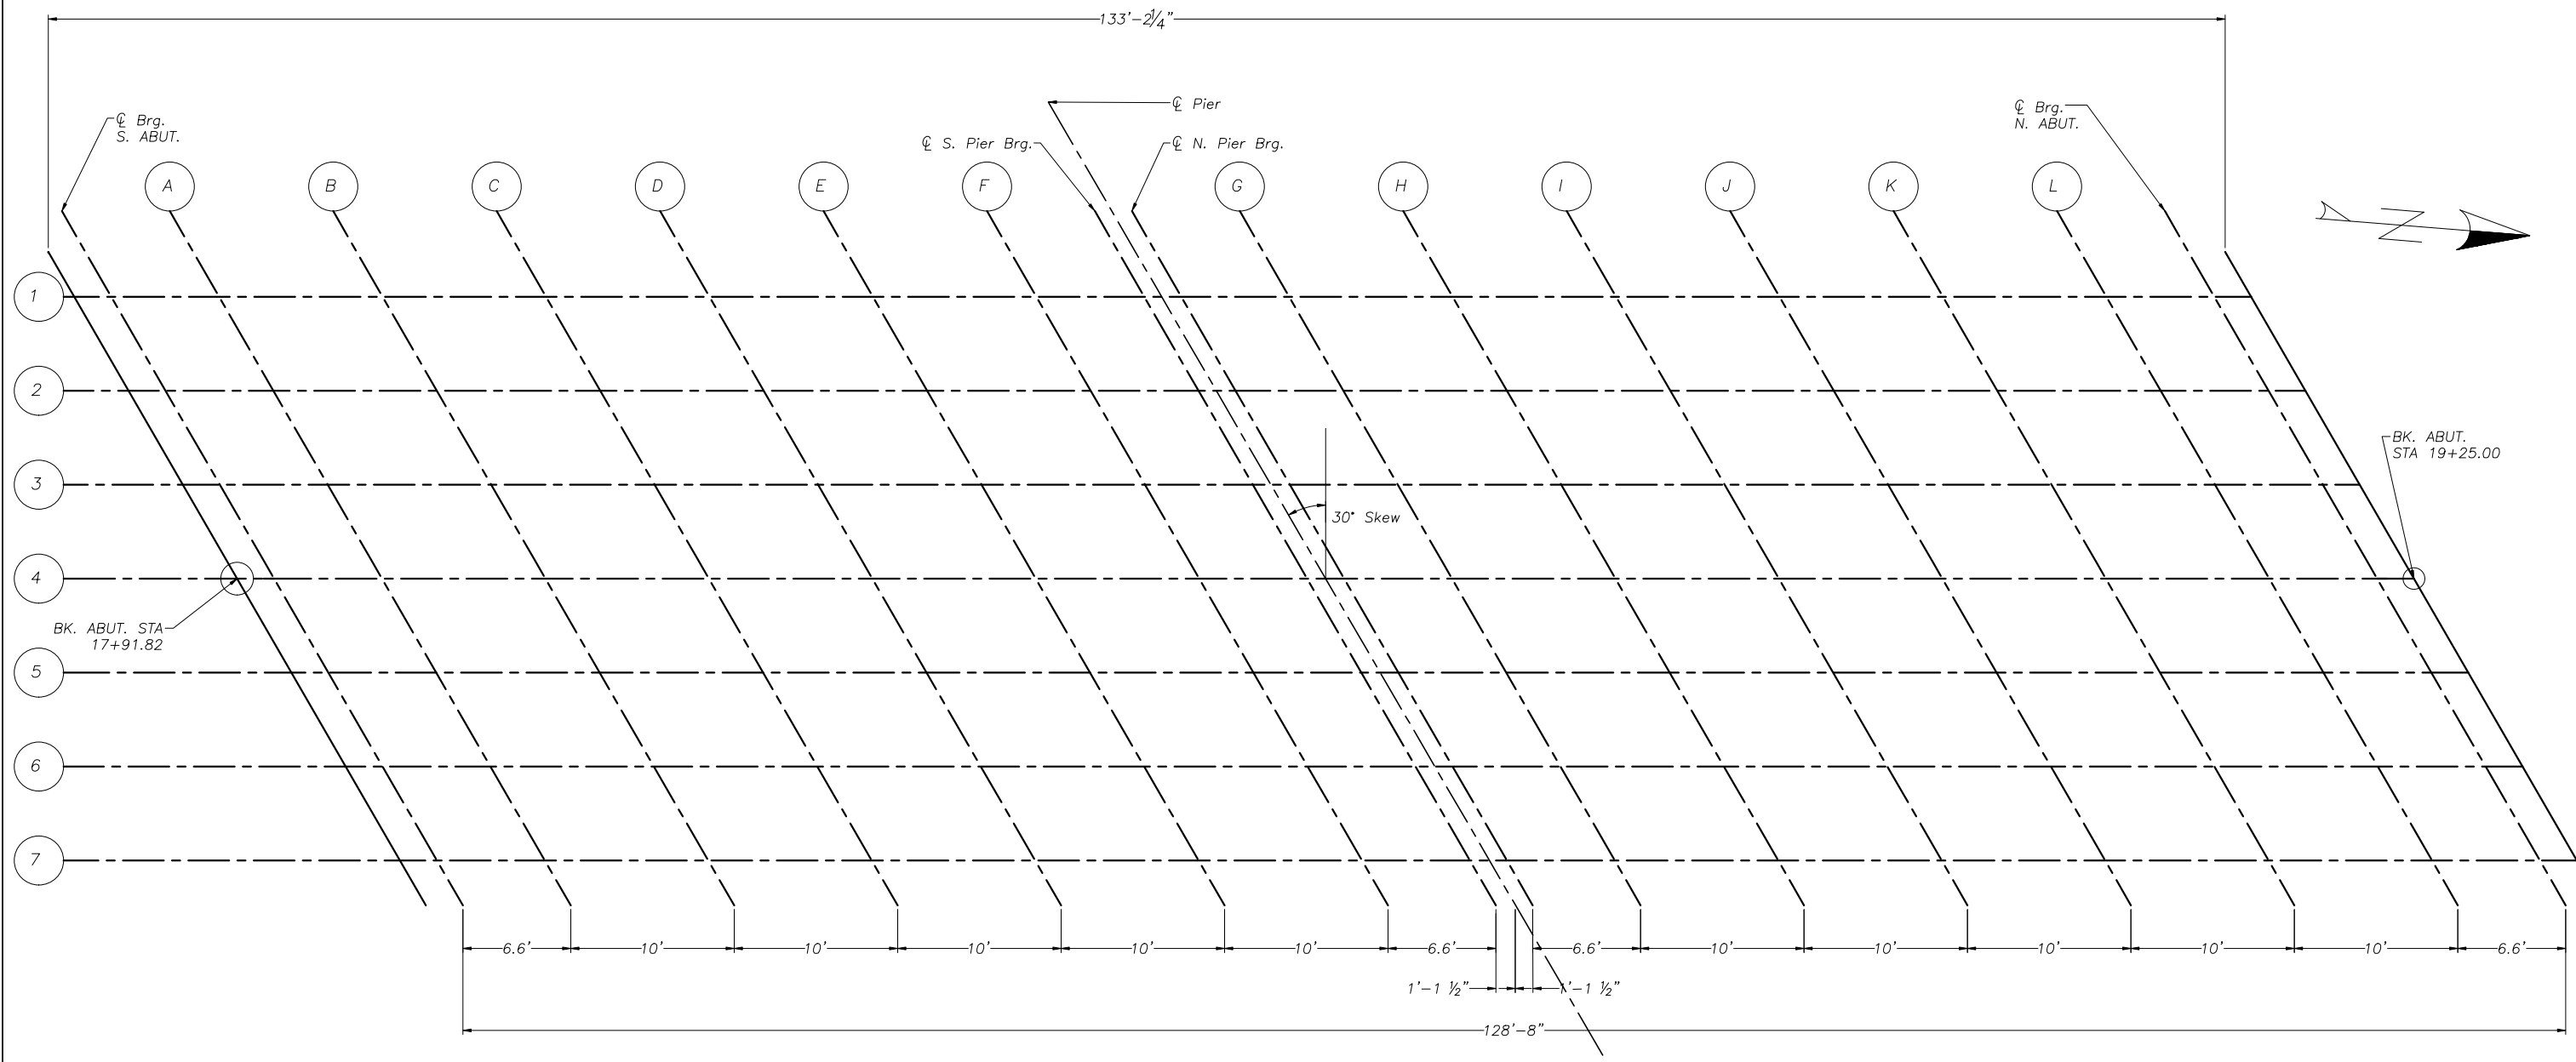 133'-2¼"
℄ Pier
℄ Brg.
S. ABUT.
℄ Brg.
N. ABUT.
℄ S. Pier Brg.
℄ N. Pier Brg.
A
B
C
D
E
F
G
H
I
J
K
L
Z
1
2
3
BK. ABUT.
STA 19+25.00
30° Skew
4
BK. ABUT. STA
17+91.82
5
6
7
6.6'
10'
10'
10'
10'
10'
6.6'
6.6'
10'
10'
10'
10'
10'
6.6'
1'-1 ½"
1'-1 ½"
128'-8"